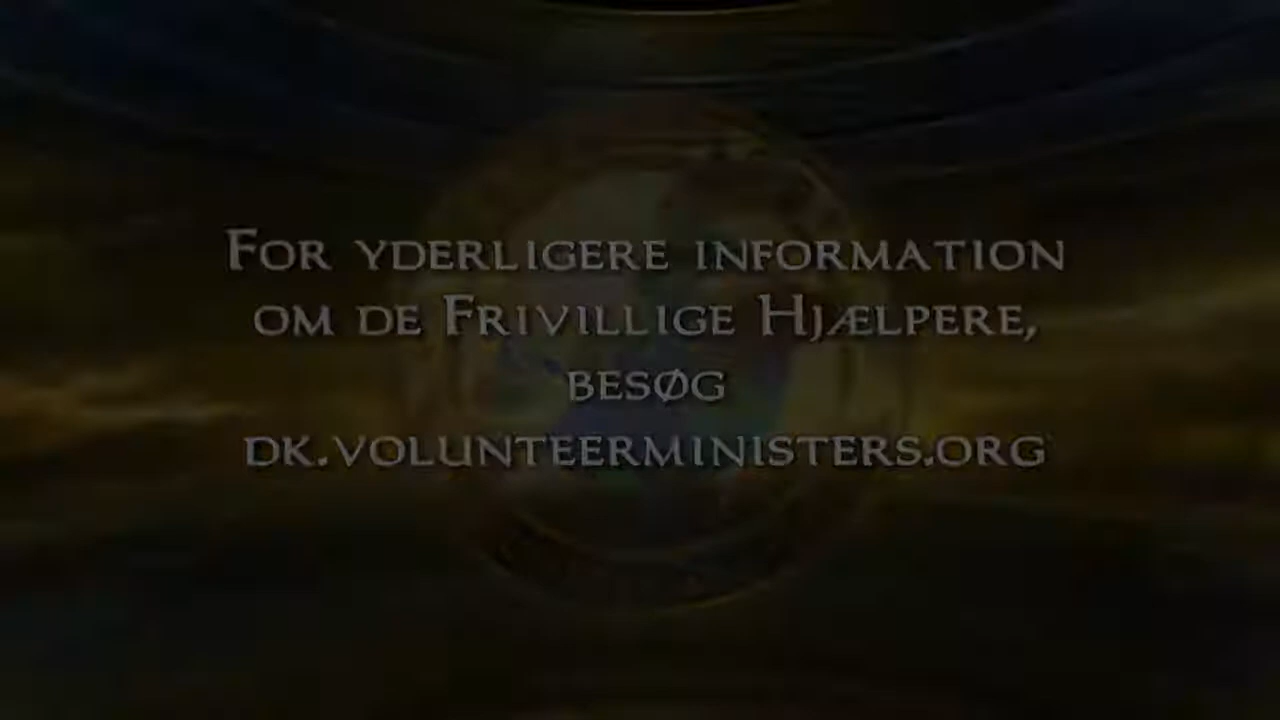 For yderligere information
om de Frivillige Hjælpere,
besøg
dk.volunteerministers.org